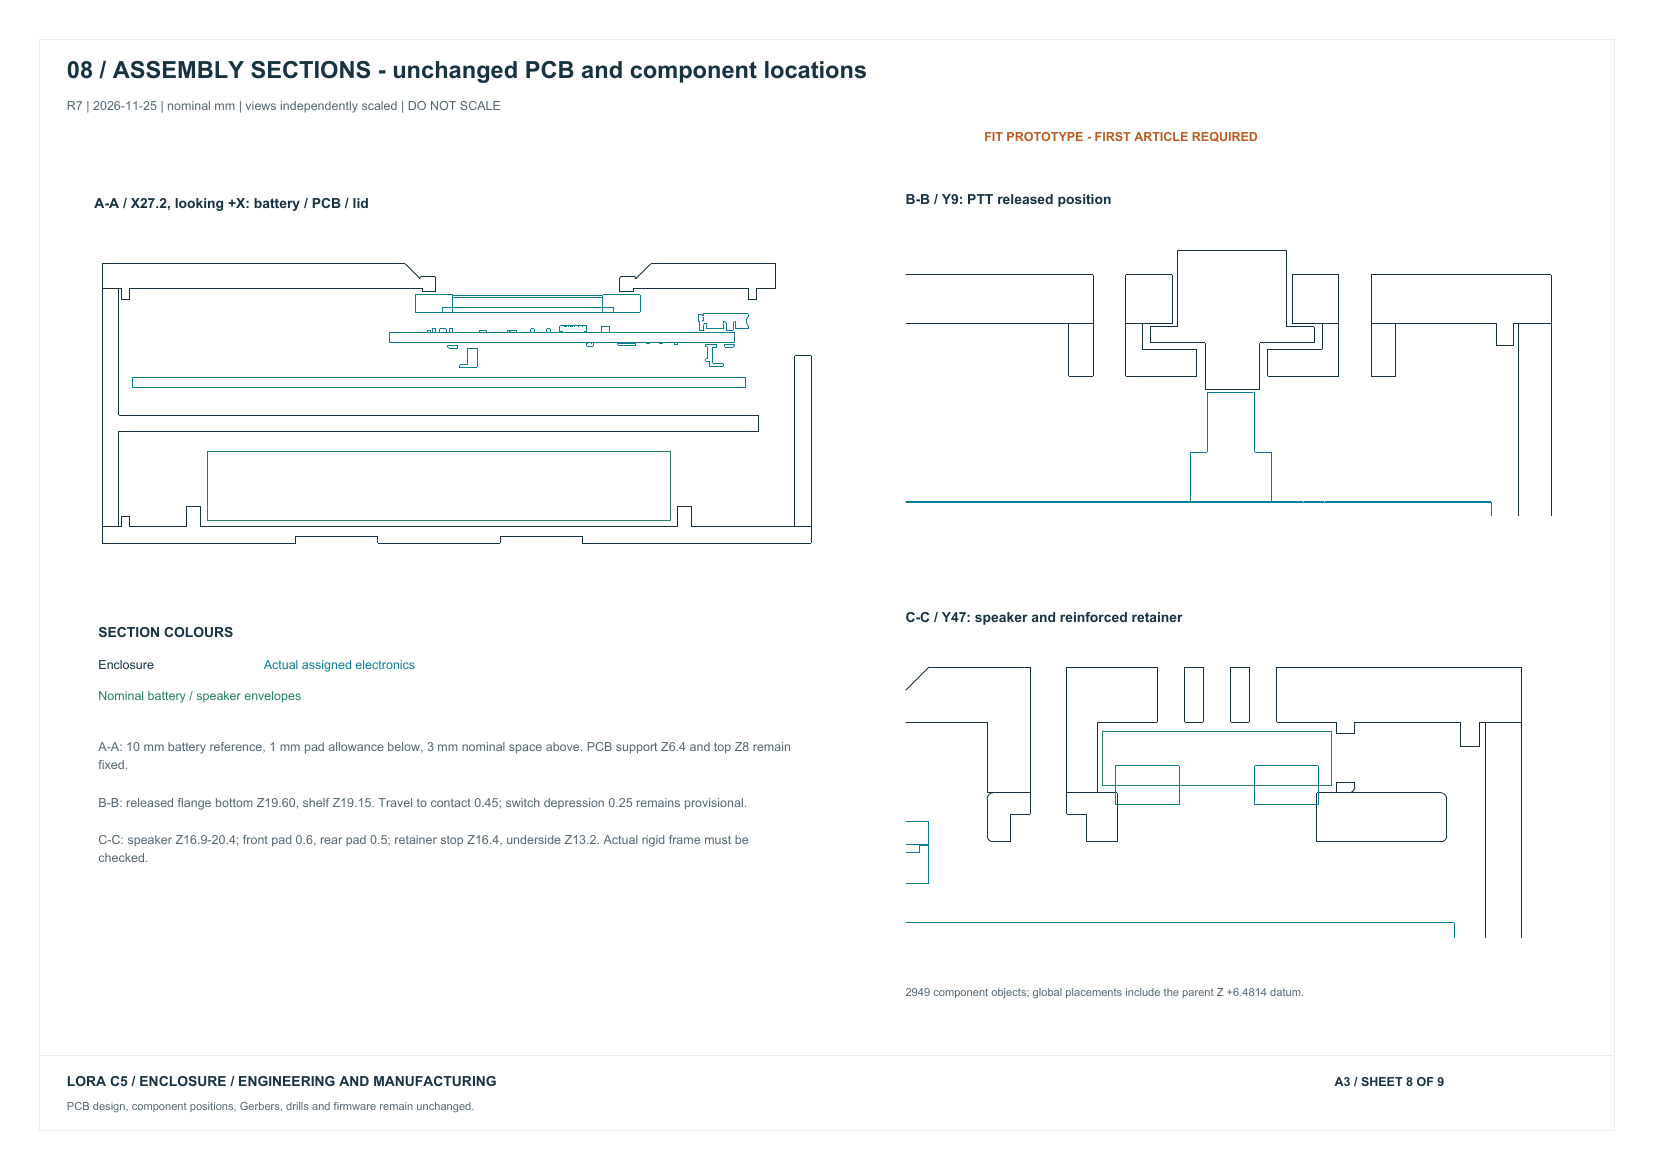 08 / ASSEMBLY SECTIONS - unchanged PCB and component locations
R7 | 2026-11-25 | nominal mm | views independently scaled | DO NOT SCALE
FIT PROTOTYPE - FIRST ARTICLE REQUIRED
A-A / X27.2, looking +X: battery / PCB / lid
B-B / Y9: PTT released position
SECTION COLOURS
Enclosure
Actual assigned electronics
Nominal battery / speaker envelopes
A-A: 10 mm battery reference, 1 mm pad allowance below, 3 mm nominal space above. PCB support Z6.4 and top Z8 remain
fixed.
B-B: released flange bottom Z19.60, shelf Z19.15. Travel to contact 0.45; switch depression 0.25 remains provisional.
C-C: speaker Z16.9-20.4; front pad 0.6, rear pad 0.5; retainer stop Z16.4, underside Z13.2. Actual rigid frame must be
checked.
C-C / Y47: speaker and reinforced retainer
2949 component objects; global placements include the parent Z +6.4814 datum.
LORA C5 / ENCLOSURE / ENGINEERING AND MANUFACTURING
A3 / SHEET 8 OF 9
PCB design, component positions, Gerbers, drills and firmware remain unchanged.